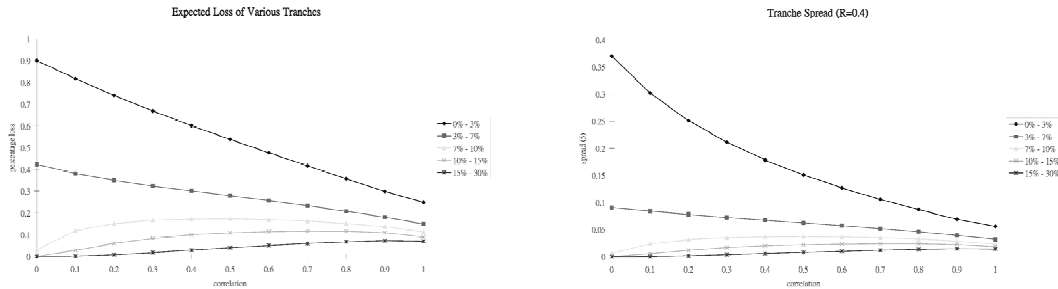 Expected Loss of Various Tranches
1
0.9
0.8
0.7
0.6
0.5
0.4
0.3
0.2
0.1
0
percentage loss
0 0.1 0.2 0.3 0.4 0.5 0.6 0.7 0.8 0.9 1
correlation
0% - 3%
3% - 7%
7% - 10%
10% - 15%
15% - 30%
Tranche Spread (R=0.4)
0.4
0.35
0.3
0.25
0.2
0.15
0.1
0.05
0
0 0.1 0.2 0.3 0.4 0.5 0.6 0.7 0.8 0.9 1
correlation
0% - 3%
3% - 7%
7% - 10%
10% - 15%
15% - 30%